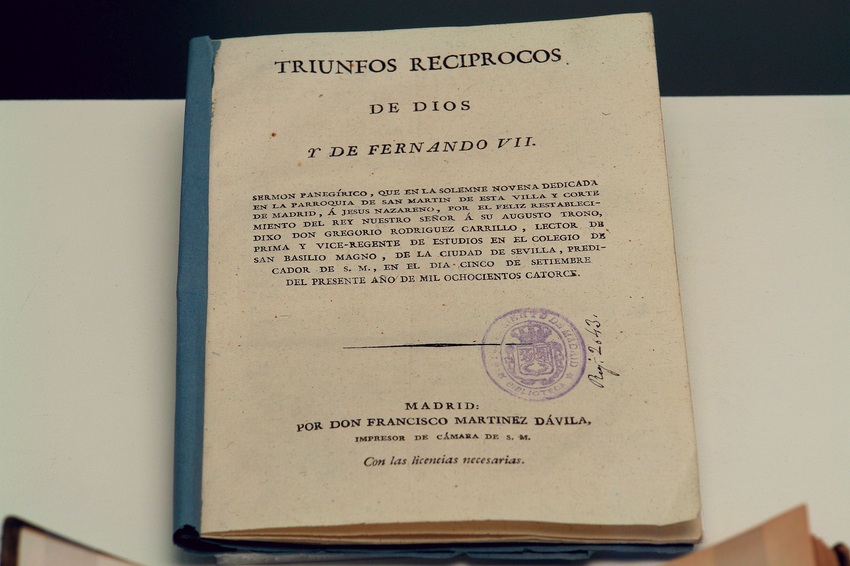 TRIUNFOS RECIPROCOS
DE DIOS
Y DE FERNANDO VII.
SERMON PANEGÍRICO, QUE EN LA SOLEMNE NOVENA DEDICADA
EN LA PARROQUIA DE SAN MARTIN DE ESTA VILLA Y CORTE
DE MADRID, Á JESUS NAZARENO, POR EL FELIZ RESTABLECI-
MIENTO DEL REY NUESTRO SEÑOR Á SU AUGUSTO TRONO,
DIXO DON GREGORIO RODRIGUEZ CARRILLO, LECTOR DE
PRIMA Y VICE-REGENTE DE ESTUDIOS EN EL COLEGIO DE
SAN BASILIO MAGNO, DE LA CIUDAD DE SEVILLA, PREDI-
CADOR DE S. M., EN EL DIA CINCO DE SETIEMBRE
DEL PRESENTE AÑO DE MIL OCHOCIENTOS CATORCE.
DE MADRID
BIBLIOTECA
Reg. 2043.
MADRID:
POR DON FRANCISCO MARTINEZ DÁVILA,
IMPRESOR DE CÁMARA DE S. M.
Con las licencias necesarias.